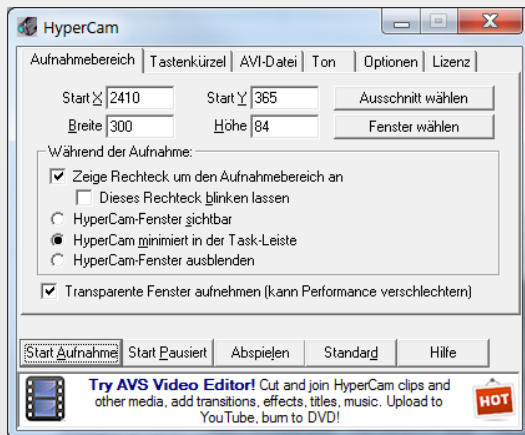 HyperCam
Aufnahmebereich Tastenkürzel AVI-Datei Ton Optionen Lizenz
Start X 2410 Start Y 365 Ausschnitt wählen
Breite 300 Höhe 84 Fenster wählen
Während der Aufnahme:
Zeige Rechteck um den Aufnahmebereich an
Dieses Rechteck blinken lassen
HyperCam-Fenster sichtbar
HyperCam minimiert in der Task-Leiste
HyperCam-Fenster ausblenden
Transparente Fenster aufnehmen (kann Performance verschlechtern)
Start Aufnahme Start Pausiert Abspielen Standard Hilfe
Try AVS Video Editor! Cut and join HyperCam clips and
other media, add transitions, effects, titles, music. Upload to
YouTube, burn to DVD!
HOT